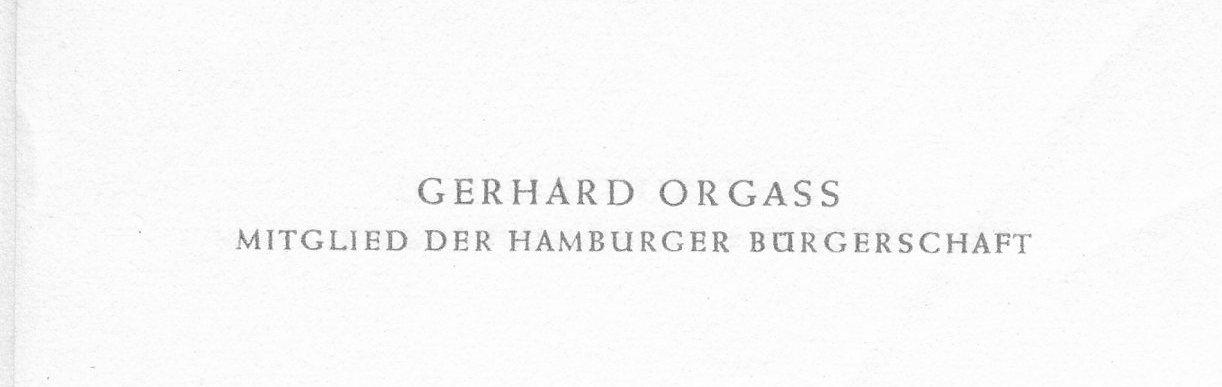 GERHARD ORGASS
MITGLIED DER HAMBURGER BÜRGERSCHAFT